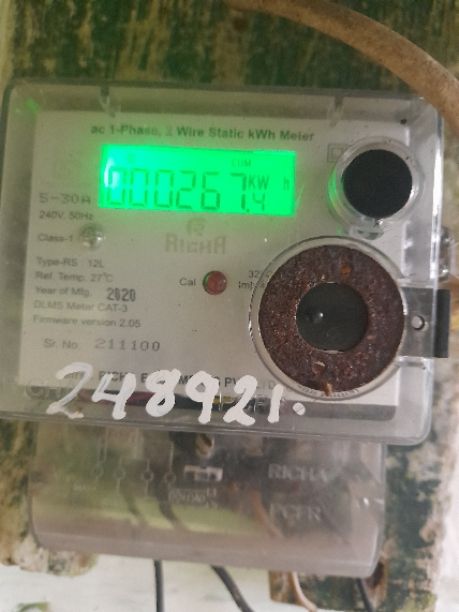 ac 1-Phase, 2 Wire Static kWh Meter
CUM
000267.4 KW h
5-30A
240V. 50Hz
Class-1
RICHA
Type-RS : 12L
Ref. Temp. 27°C
Cal
Year of Mfg. 2020
DLMS Meter CAT-3
Firmware version 2.05
Sr. No. 211100
248921.
RICHA